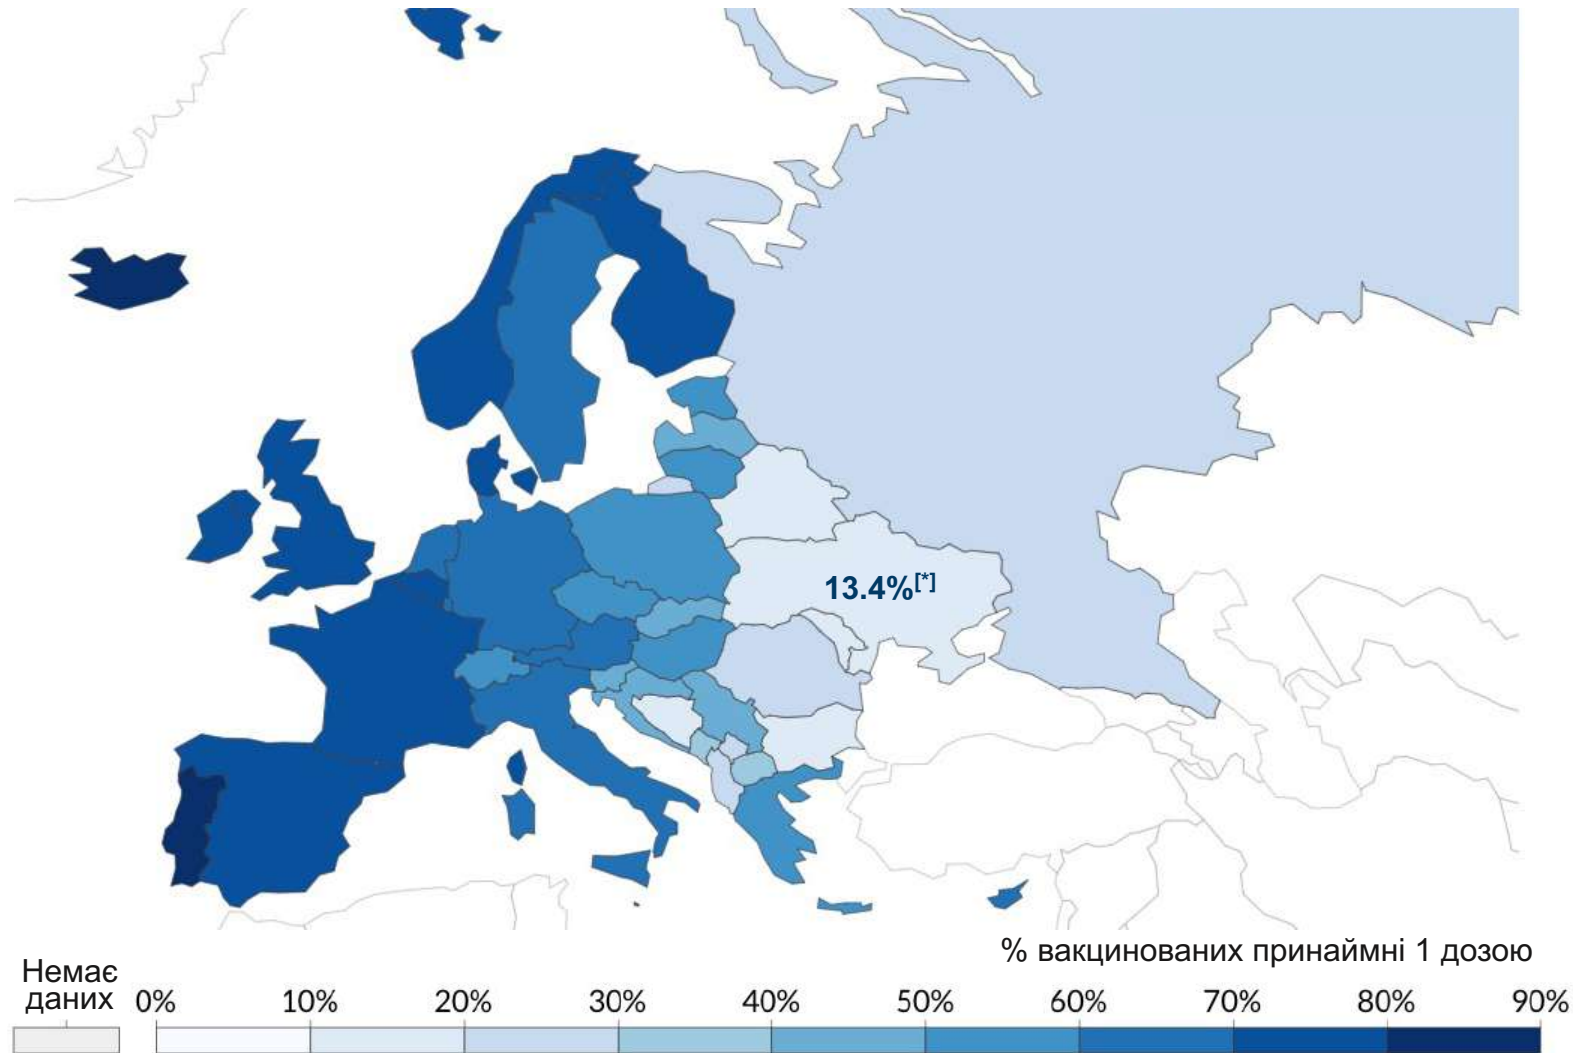 13.4%[*]
% вакцинованих принаймні 1 дозою
Немає
даних
0% 10% 20% 30% 40% 50% 60% 70% 80% 90%